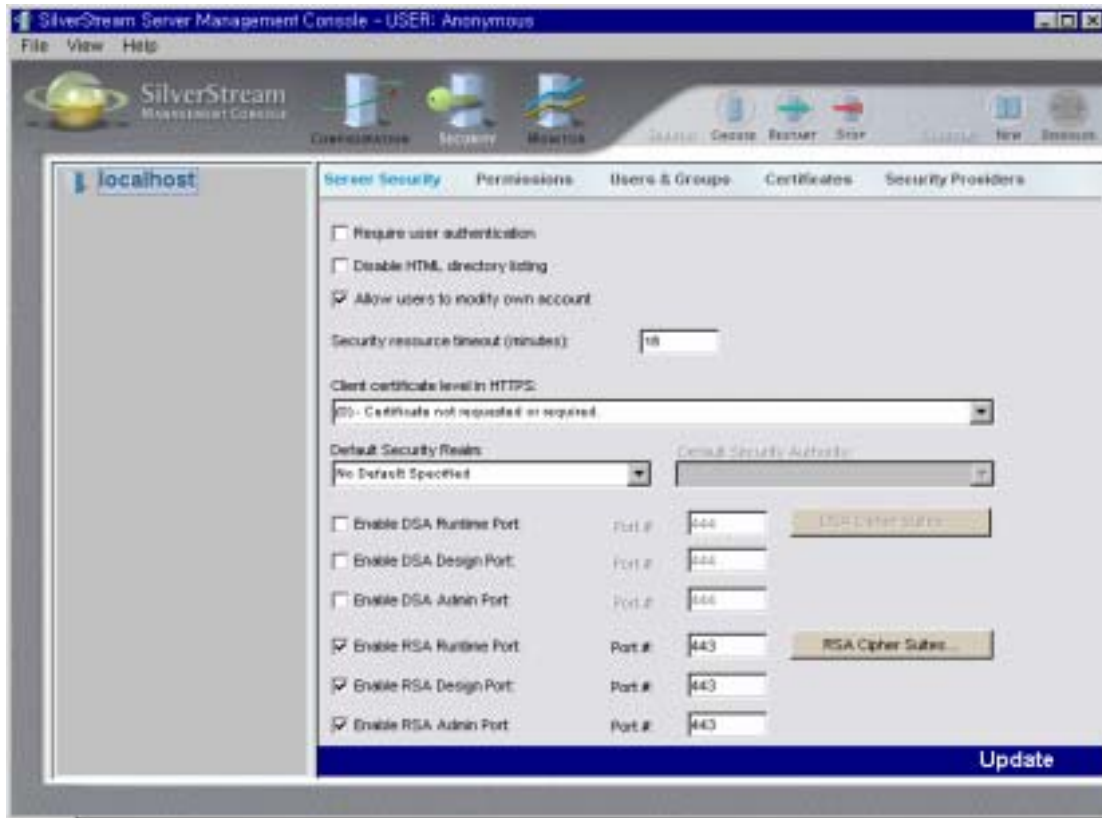 SilverStream Server Management Console - USER: Anonymous
File View Help
SilverStream
MANAGEMENT CONSOLE
CONFIGURATION SECURITY MONITOR
CHOOSE RESTART STOP NEW
localhost
Server Security Permissions Users & Groups Certificates Security Providers
Require user authentication
Disable HTML directory listing
Allow users to modify own account
Security resource timeout (minutes):
Client certificate level in HTTPS:
(0) - Certificate not requested or required.
Default Security Realm Default Security Authority:
No Default Specified
Enable DSA Runtime Port Port #: 444 DSA Cipher Suites...
Enable DSA Design Port: Port #: 444
Enable DSA Admin Port Port #: 444
Enable RSA Runtime Port Port #: 443 RSA Cipher Suites...
Enable RSA Design Port: Port #: 443
Enable RSA Admin Port Port #: 443
Update